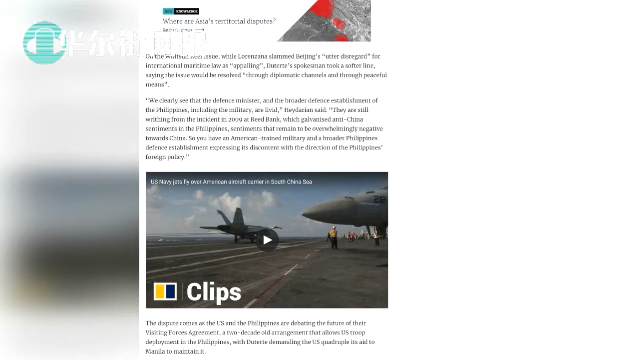 KNOWLEDGE
Where are Asia's territorial disputes?
华尔街
On the Whitsun Reef issue, while Lorenzana slammed Beijing's "utter disregard" for
international maritime law as "appalling", Duterte's spokesman took a softer line,
saying the issue would be resolved "through diplomatic channels and through peaceful
means".
"We clearly see that the defence minister, and the broader defence establishment of
the Philippines, including the military, are livid," Heydarian said. "They are still
writhing from the incident in 2009 at Reed Bank, which galvanised anti-China
sentiments in the Philippines, sentiments that remain to be overwhelmingly negative
towards China. So you have an American-trained military and a broader Philippines
defence establishment expressing its discontent with the direction of the Philippines'
foreign policy."
US Navy jets fly over American aircraft carrier in South China Sea
Clips
The dispute comes as the US and the Philippines are debating the future of their
Visiting Forces Agreement, a two-decade old arrangement that allows US troop
deployment in the Philippines, with Duterte demanding the US quadruple its aid to
Manila to maintain it.